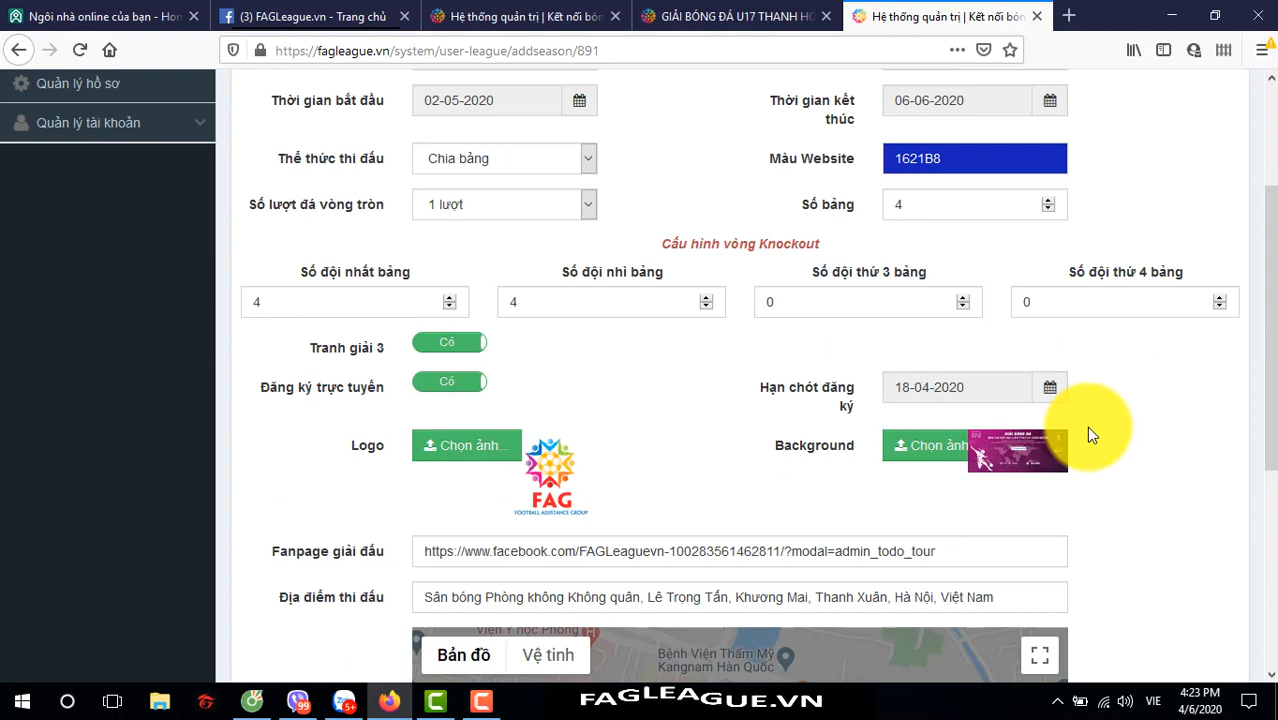 Ngôi nhà online của bạn - Hon
(3) FAGLeague.vn - Trang chủ
Hệ thống quản trị | Kết nối bón
GIẢI BÓNG ĐÁ U17 THANH HÓ
Hệ thống quản trị | Kết nối bón
https://fagleague.vn/system/user-league/addseason/891
Quản lý hồ sơ
Quản lý tài khoản
Thời gian bắt đầu
02-05-2020
Thời gian kết thúc
06-06-2020
Thể thức thi đấu
Chia bảng
Màu Website
1621B8
Số lượt đá vòng tròn
1 lượt
Số bảng
4
Cấu hình vòng Knockout
Số đội nhất bảng
Số đội nhì bảng
Số đội thứ 3 bảng
Số đội thứ 4 bảng
4
4
0
0
Tranh giải 3
Có
Đăng ký trực tuyến
Có
Hạn chót đăng ký
18-04-2020
Logo
Chọn ảnh...
FAG
FOOTBALL ASSISTANCE GROUP
Background
Chọn ảnh
GIẢI BÓNG ĐÁ
Fanpage giải đấu
https://www.facebook.com/FAGLeaguevn-100283561462811/?modal=admin_todo_tour
Địa điểm thi đấu
Sân bóng Phòng không Không quân, Lê Trọng Tấn, Khương Mai, Thanh Xuân, Hà Nội, Việt Nam
Viện Y học Phòng
Bản đồ
Vệ tinh
Bệnh Viện Thẩm Mỹ
Kangnam Hàn Quốc
99
5+
FAGLEAGUE.VN
VIE
4:23 PM
4/6/2020